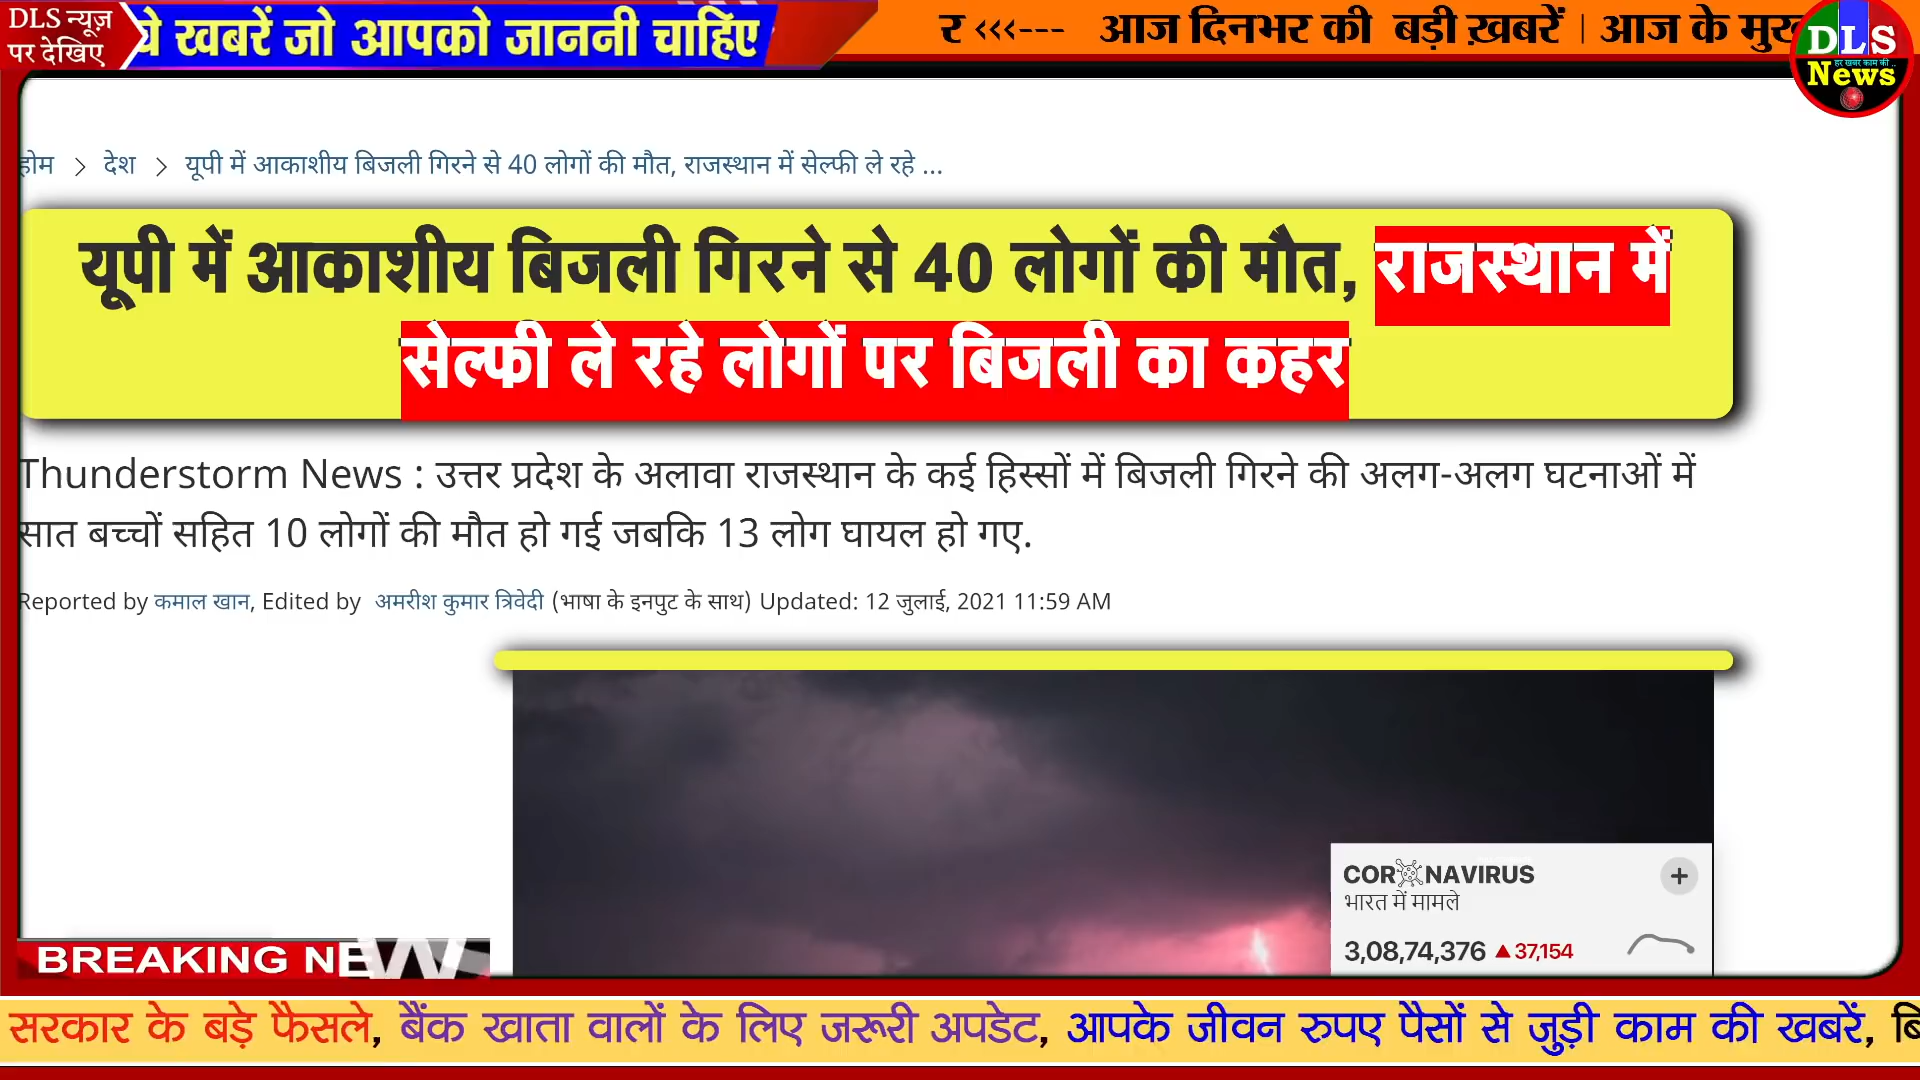 DLS न्यूज़
पर देखिए
ये खबरें जो आपको जाननी चाहिए
र <<<--- आज दिनभर की बड़ी ख़बरें | आज के
DLS
हर खबर काम की ..
News
होम > देश > यूपी में आकाशीय बिजली गिरने से 40 लोगों की मौत, राजस्थान में सेल्फी ले रहे ...
यूपी में आकाशीय बिजली गिरने से 40 लोगों की मौत, राजस्थान में
सेल्फी ले रहे लोगों पर बिजली का कहर
Thunderstorm News : उत्तर प्रदेश के अलावा राजस्थान के कई हिस्सों में बिजली गिरने की अलग-अलग घटनाओं में
सात बच्चों सहित 10 लोगों की मौत हो गई जबकि 13 लोग घायल हो गए.
Reported by कमाल खान, Edited by अमरीश कुमार त्रिवेदी (भाषा के इनपुट के साथ) Updated: 12 जुलाई, 2021 11:59 AM
CORONAVIRUS
भारत में मामले
3,08,74,376 ▲37,154
BREAKING NEW
सरकार के बड़े फैसले, बैंक खाता वालों के लिए जरूरी अपडेट, आपके जीवन रुपए पैसों से जुड़ी काम की खबरें,